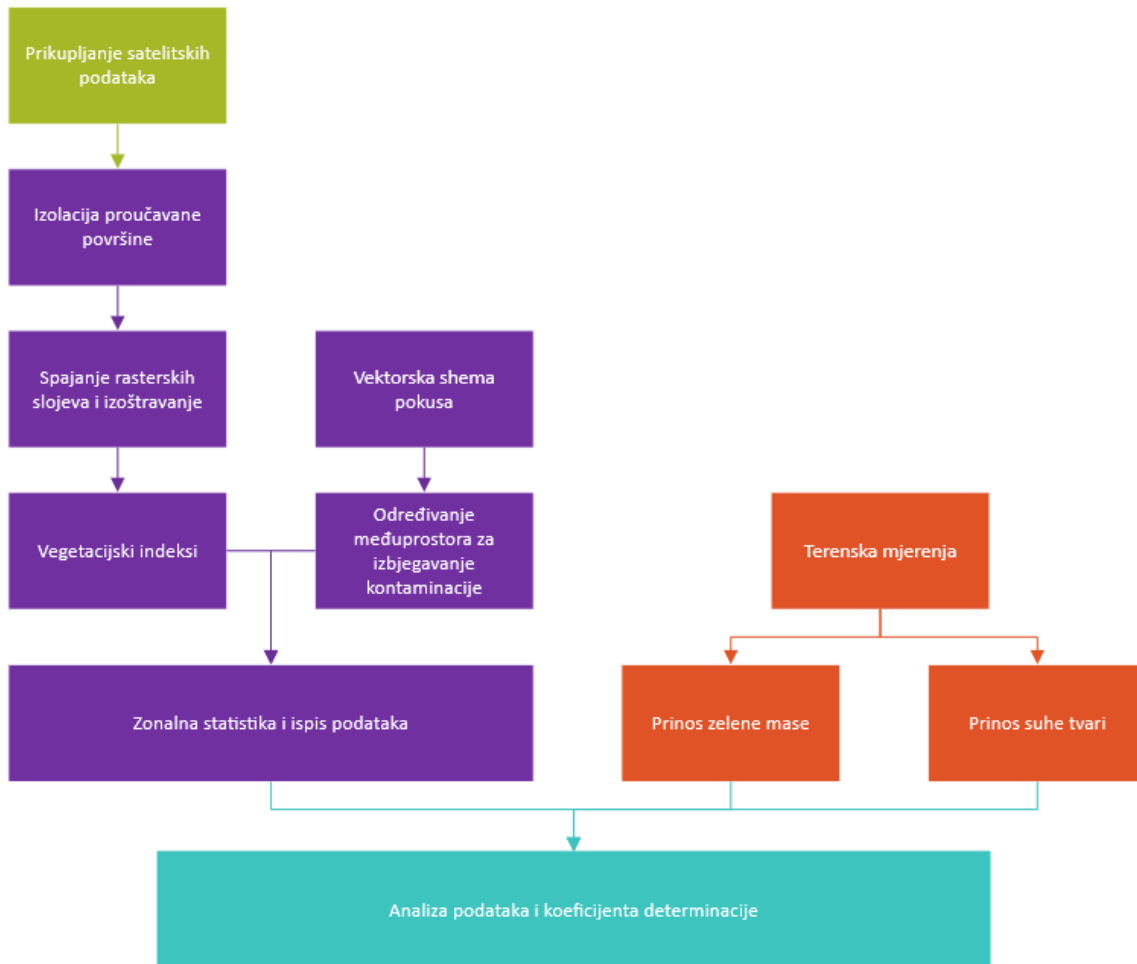 Prikupljanje satelitskih
podataka
Izolacija proučavane
površine
Spajanje rasterskih
slojeva i izoštravanje
Vektorska shema
pokusa
Vegetacijski indeksi
Određivanje
međuprostora za
izbjegavanje
kontaminacije
Terenska mjerenja
Zonalna statistika i ispis podataka
Prinos zelene mase
Prinos suhe tvari
Analiza podataka i koeficijenta determinacije